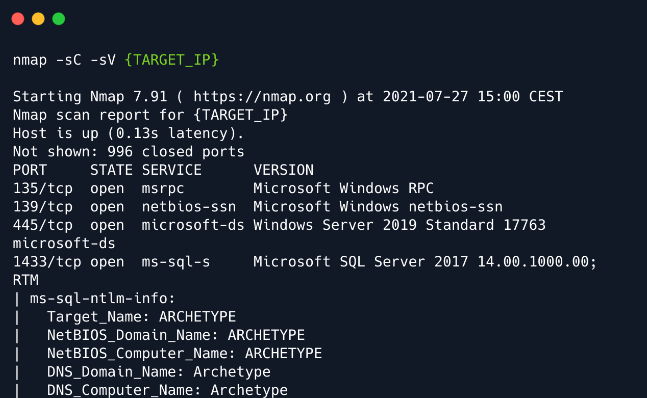 nmap -sC -sV {TARGET_IP}
Starting Nmap 7.91 ( https://nmap.org ) at 2021-07-27 15:00 CEST
Nmap scan report for {TARGET_IP}
Host is up (0.13s latency).
Not shown: 996 closed ports
PORT     STATE SERVICE      VERSION
135/tcp  open  msrpc        Microsoft Windows RPC
139/tcp  open  netbios-ssn  Microsoft Windows netbios-ssn
445/tcp  open  microsoft-ds Windows Server 2019 Standard 17763
microsoft-ds
1433/tcp open  ms-sql-s     Microsoft SQL Server 2017 14.00.1000.00;
RTM
| ms-sql-ntlm-info:
|   Target_Name: ARCHETYPE
|   NetBIOS_Domain_Name: ARCHETYPE
|   NetBIOS_Computer_Name: ARCHETYPE
|   DNS_Domain_Name: Archetype
|   DNS_Computer_Name: Archetype